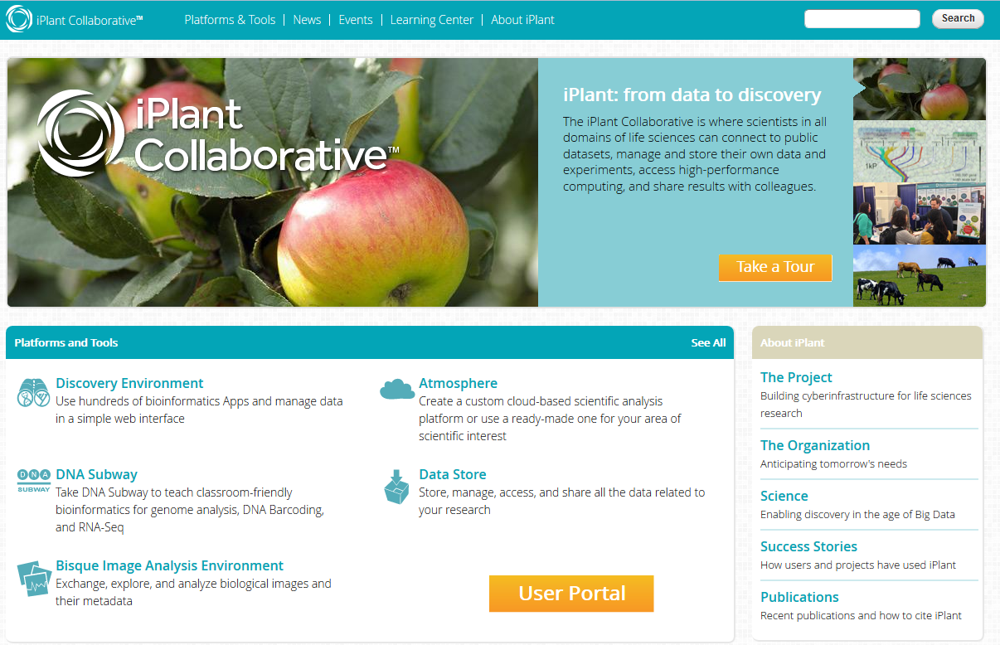 iPlant Collaborative™
Platforms & Tools | News | Events | Learning Center | About iPlant
Search
iPlant
Collaborative™
iPlant: from data to discovery
The iPlant Collaborative is where scientists in all
domains of life sciences can connect to public
datasets, manage and store their own data and
experiments, access high-performance
computing, and share results with colleagues.
Take a Tour
1kP
Platforms and Tools
See All
Discovery Environment
Use hundreds of bioinformatics Apps and manage data
in a simple web interface
Atmosphere
Create a custom cloud-based scientific analysis
platform or use a ready-made one for your area of
scientific interest
DNA
SUBWAY
DNA Subway
Take DNA Subway to teach classroom-friendly
bioinformatics for genome analysis, DNA Barcoding,
and RNA-Seq
Data Store
Store, manage, access, and share all the data related to
your research
Bisque Image Analysis Environment
Exchange, explore, and analyze biological images and
their metadata
User Portal
About iPlant
The Project
Building cyberinfrastructure for life sciences
research
The Organization
Anticipating tomorrow's needs
Science
Enabling discovery in the age of Big Data
Success Stories
How users and projects have used iPlant
Publications
Recent publications and how to cite iPlant